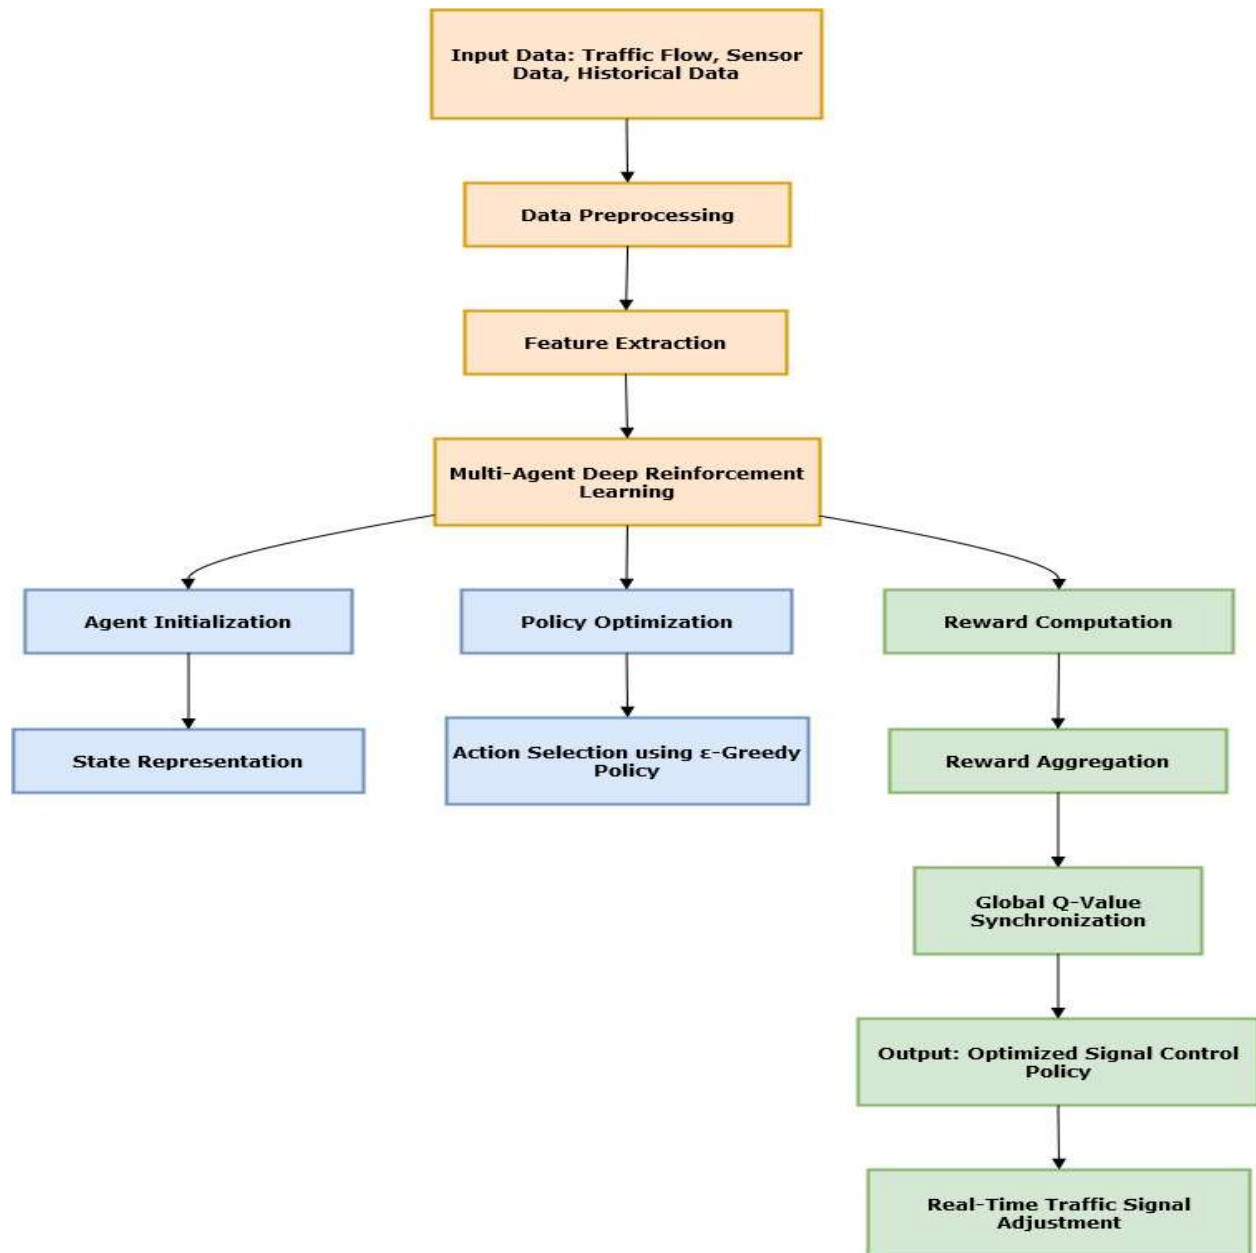 Input Data: Traffic Flow, Sensor
Data, Historical Data
Data Preprocessing
Feature Extraction
Multi-Agent Deep Reinforcement
Learning
Agent Initialization
Policy Optimization
Reward Computation
State Representation
Action Selection using ε-Greedy
Policy
Reward Aggregation
Global Q-Value
Synchronization
Output: Optimized Signal Control
Policy
Real-Time Traffic Signal
Adjustment